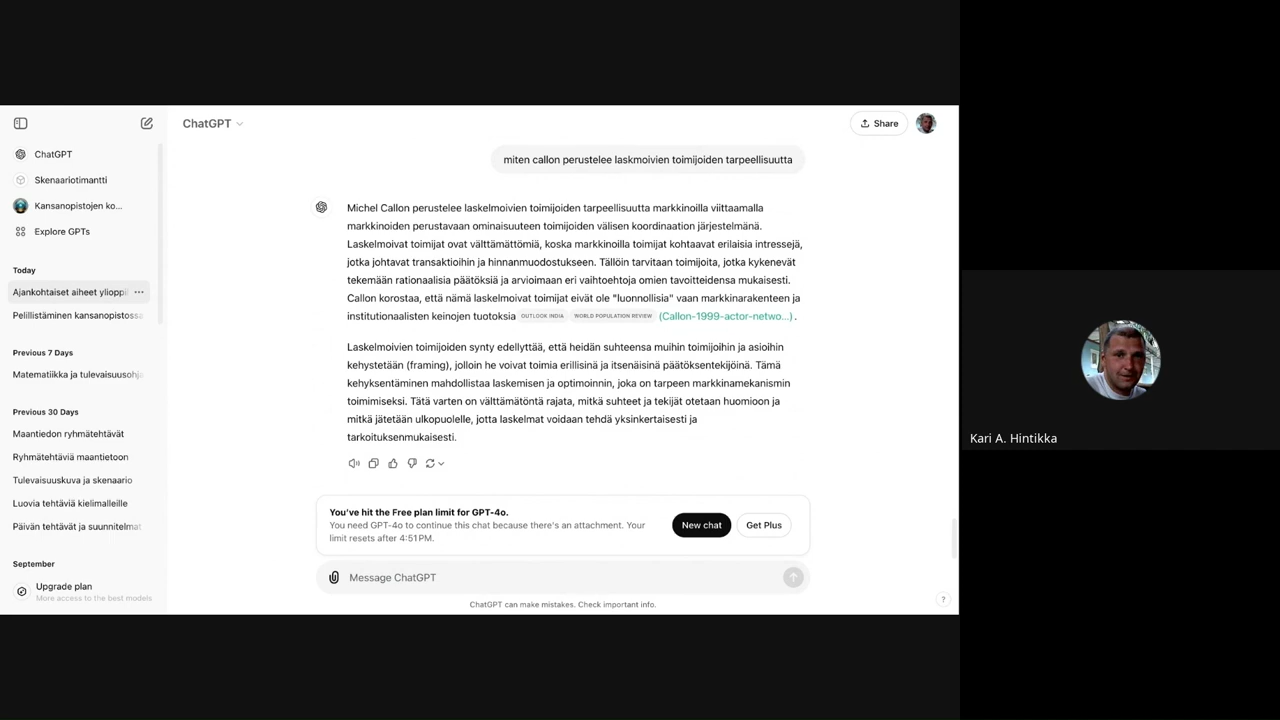 ChatGPT
Share
ChatGPT
Skenaariotimantti
Kansanopistojen ko...
Explore GPTs
Today
Ajankohtaiset aiheet ylioppil
Pelillistäminen kansanopistossa
Previous 7 Days
Matematiikka ja tulevaisuusohja
Previous 30 Days
Maantiedon ryhmätehtävät
Ryhmätehtäviä maantietoon
Tulevaisuuskuva ja skenaario
Luovia tehtäviä kielimalleille
Päivän tehtävät ja suunnitelmat
September
Upgrade plan
More access to the best models
miten callon perustelee laskmoivien toimijoiden tarpeellisuutta
Michel Callon perustelee laskelmoivien toimijoiden tarpeellisuutta markkinoilla viittaamalla
markkinoiden perustavaan ominaisuuteen toimijoiden välisen koordinaation järjestelmänä.
Laskelmoivat toimijat ovat välttämättömiä, koska markkinoilla toimijat kohtaavat erilaisia intressejä,
jotka johtavat transaktioihin ja hinnanmuodostukseen. Tällöin tarvitaan toimijoita, jotka kykenevät
tekemään rationaalisia päätöksiä ja arvioimaan eri vaihtoehtoja omien tavoitteidensa mukaisesti.
Callon korostaa, että nämä laskelmoivat toimijat eivät ole "luonnollisia" vaan markkinarakenteen ja
institutionaalisten keinojen tuotoksia OUTLOOK INDIA WORLD POPULATION REVIEW (Callon-1999-actor-netwo...) .
Laskelmoivien toimijoiden synty edellyttää, että heidän suhteensa muihin toimijoihin ja asioihin
kehystetään (framing), jolloin he voivat toimia erillisinä ja itsenäisinä päätöksentekijöinä. Tämä
kehyksentäminen mahdollistaa laskemisen ja optimoinnin, joka on tarpeen markkinamekanismin
toimimiseksi. Tätä varten on välttämätöntä rajata, mitkä suhteet ja tekijät otetaan huomioon ja
mitkä jätetään ulkopuolelle, jotta laskelmat voidaan tehdä yksinkertaisesti ja
tarkoituksenmukaisesti.
You've hit the Free plan limit for GPT-4o.
You need GPT-4o to continue this chat because there's an attachment. Your
limit resets after 4:51 PM.
New chat
Get Plus
Message ChatGPT
ChatGPT can make mistakes. Check important info.
?
Kari A. Hintikka